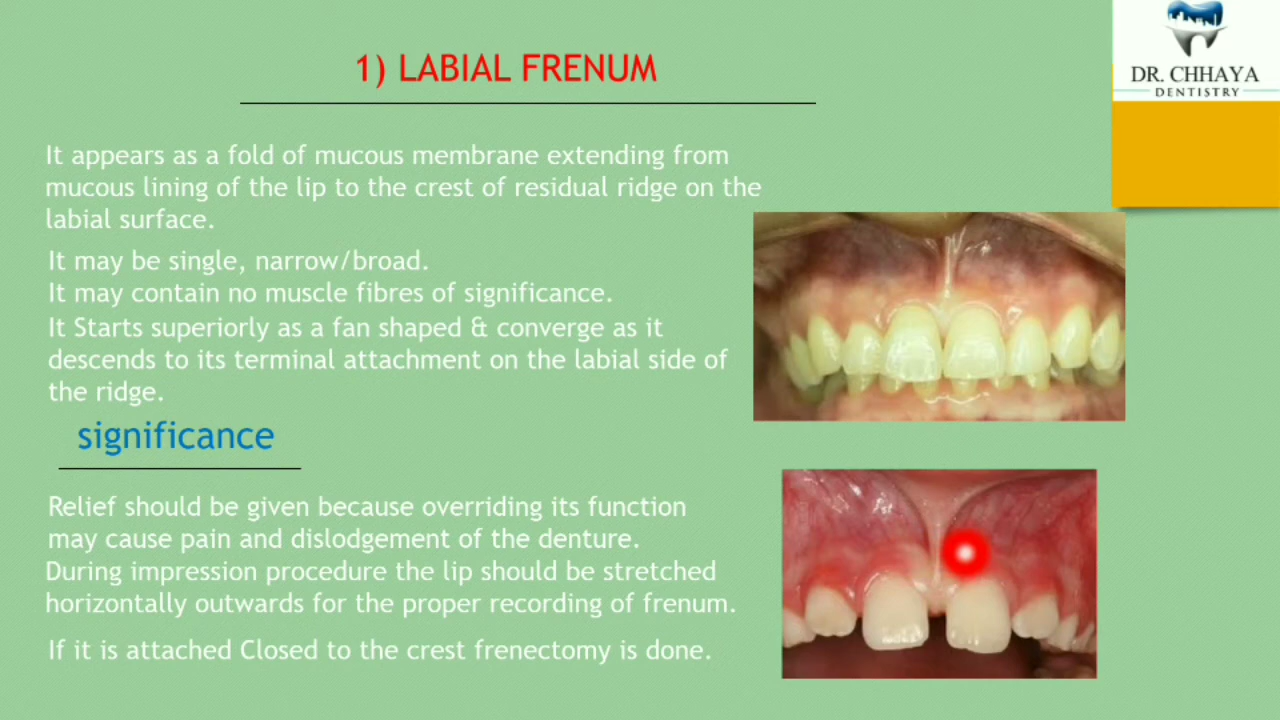 DR. CHHAYA
DENTISTRY
1) LABIAL FRENUM
It appears as a fold of mucous membrane extending from
mucous lining of the lip to the crest of residual ridge on the
labial surface.
It may be single, narrow/broad.
It may contain no muscle fibres of significance.
It Starts superiorly as a fan shaped & converge as it
descends to its terminal attachment on the labial side of
the ridge.
significance
Relief should be given because overriding its function
may cause pain and dislodgement of the denture.
During impression procedure the lip should be stretched
horizontally outwards for the proper recording of frenum.
If it is attached Closed to the crest frenectomy is done.